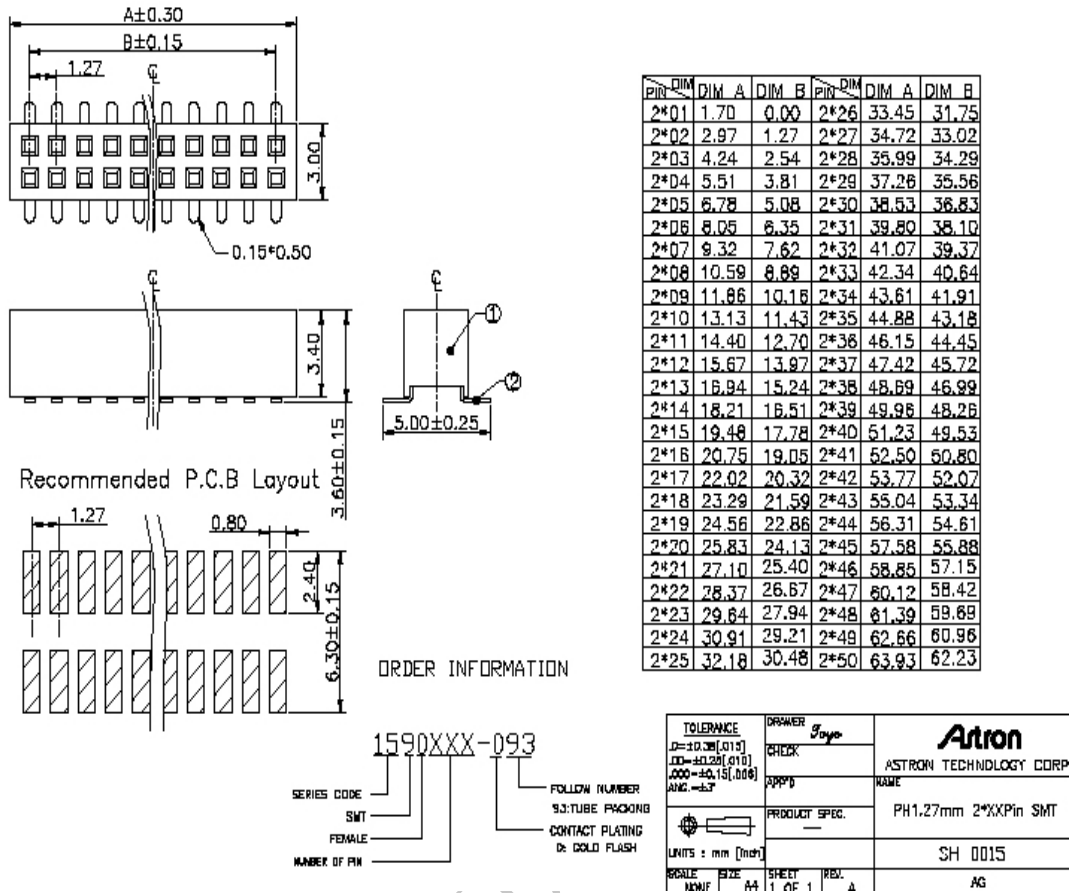 A±0.30
B±0.15
1.27
3.00
0.15*0.50
3.40
3.60±0.15
①
②
5.00±0.25
Recommended P.C.B Layout
1.27
0.80
2.40
6.30±0.15
PIN DIM DIM A DIM B PIN DIM DIM A DIM B
2*01 1.70 0.00 2*26 33.45 31.75
2*02 2.97 1.27 2*27 34.72 33.02
2*03 4.24 2.54 2*28 35.99 34.29
2*04 5.51 3.81 2*29 37.26 35.56
2*05 6.78 5.08 2*30 38.53 36.83
2*06 8.05 6.35 2*31 39.80 38.10
2*07 9.32 7.62 2*32 41.07 39.37
2*08 10.59 8.89 2*33 42.34 40.64
2*09 11.86 10.16 2*34 43.61 41.91
2*10 13.13 11.43 2*35 44.88 43.18
2*11 14.40 12.70 2*36 46.15 44.45
2*12 15.67 13.97 2*37 47.42 45.72
2*13 16.94 15.24 2*38 48.69 46.99
2*14 18.21 16.51 2*39 49.96 48.26
2*15 19.48 17.78 2*40 51.23 49.53
2*16 20.75 19.05 2*41 52.50 50.80
2*17 22.02 20.32 2*42 53.77 52.07
2*18 23.29 21.59 2*43 55.04 53.34
2*19 24.56 22.86 2*44 56.31 54.61
2*20 25.83 24.13 2*45 57.58 55.88
2*21 27.10 25.40 2*46 58.85 57.15
2*22 28.37 26.67 2*47 60.12 58.42
2*23 29.64 27.94 2*48 61.39 59.69
2*24 30.91 29.21 2*49 62.66 60.96
2*25 32.18 30.48 2*50 63.93 62.23
ORDER INFORMATION
1590XXX-093
SERIES CODE
SMT
FEMALE
NUMBER OF PIN
FOLLOW NUMBER
93:TUBE PACKING
CONTACT PLATING
0: GOLD FLASH
TOLERANCE
.0=±0.38[.015]
.00=±0.25[.010]
.000=±0.15[.006]
ANG.=±3°
UNITS : mm [inch]
SCALE NONE
SIZE A4
SHEET 1 OF 1
REV. A
DRAWER Toyo
CHECK
APP'D
PRODUCT SPEC.
Astron
ASTRON TECHNOLOGY CORP
NAME
PH1.27mm 2*XXPin SMT
SH 0015
AG